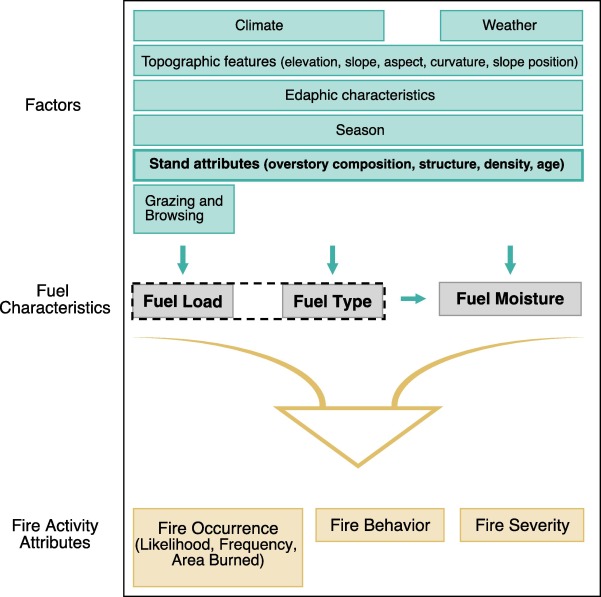 Climate
Weather
Topographic features (elevation, slope, aspect, curvature, slope position)
Factors
Edaphic characteristics
Season
Stand attributes (overstory composition, structure, density, age)
Grazing and
Browsing
Fuel
Characteristics
Fuel Load
Fuel Type
Fuel Moisture
Fire Activity
Attributes
Fire Occurrence
(Likelihood, Frequency,
Area Burned)
Fire Behavior
Fire Severity